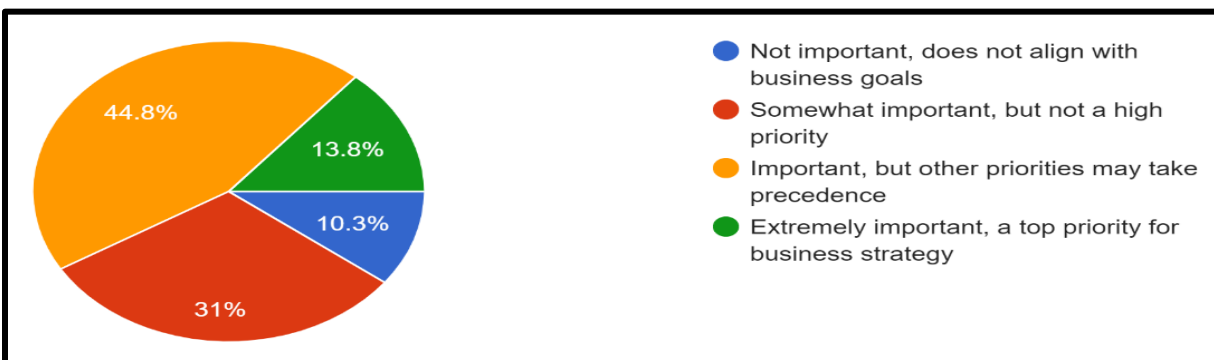 44.8%
13.8%
10.3%
31%
Not important, does not align with
business goals
Somewhat important, but not a high
priority
Important, but other priorities may take
precedence
Extremely important, a top priority for
business strategy